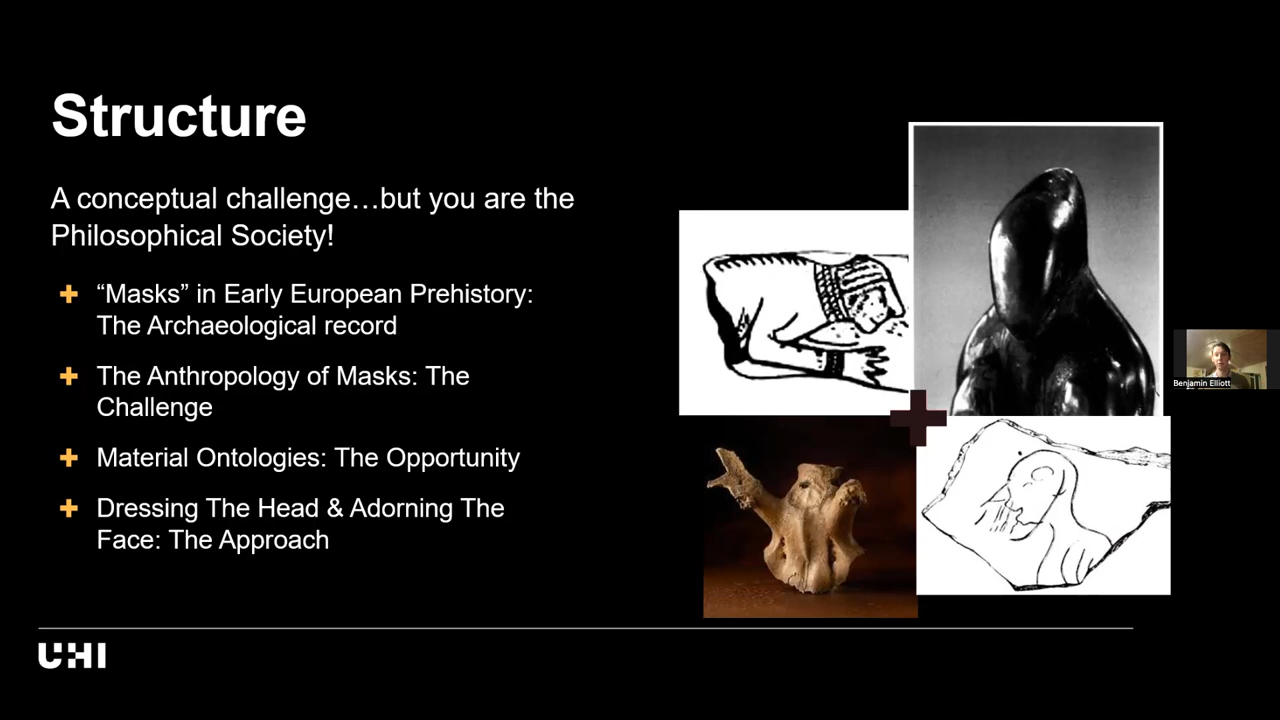 Structure
A conceptual challenge…but you are the
Philosophical Society!
“Masks” in Early European Prehistory:
The Archaeological record
The Anthropology of Masks: The
Challenge
Material Ontologies: The Opportunity
Dressing The Head & Adorning The
Face: The Approach
Benjamin Elliott
UHI